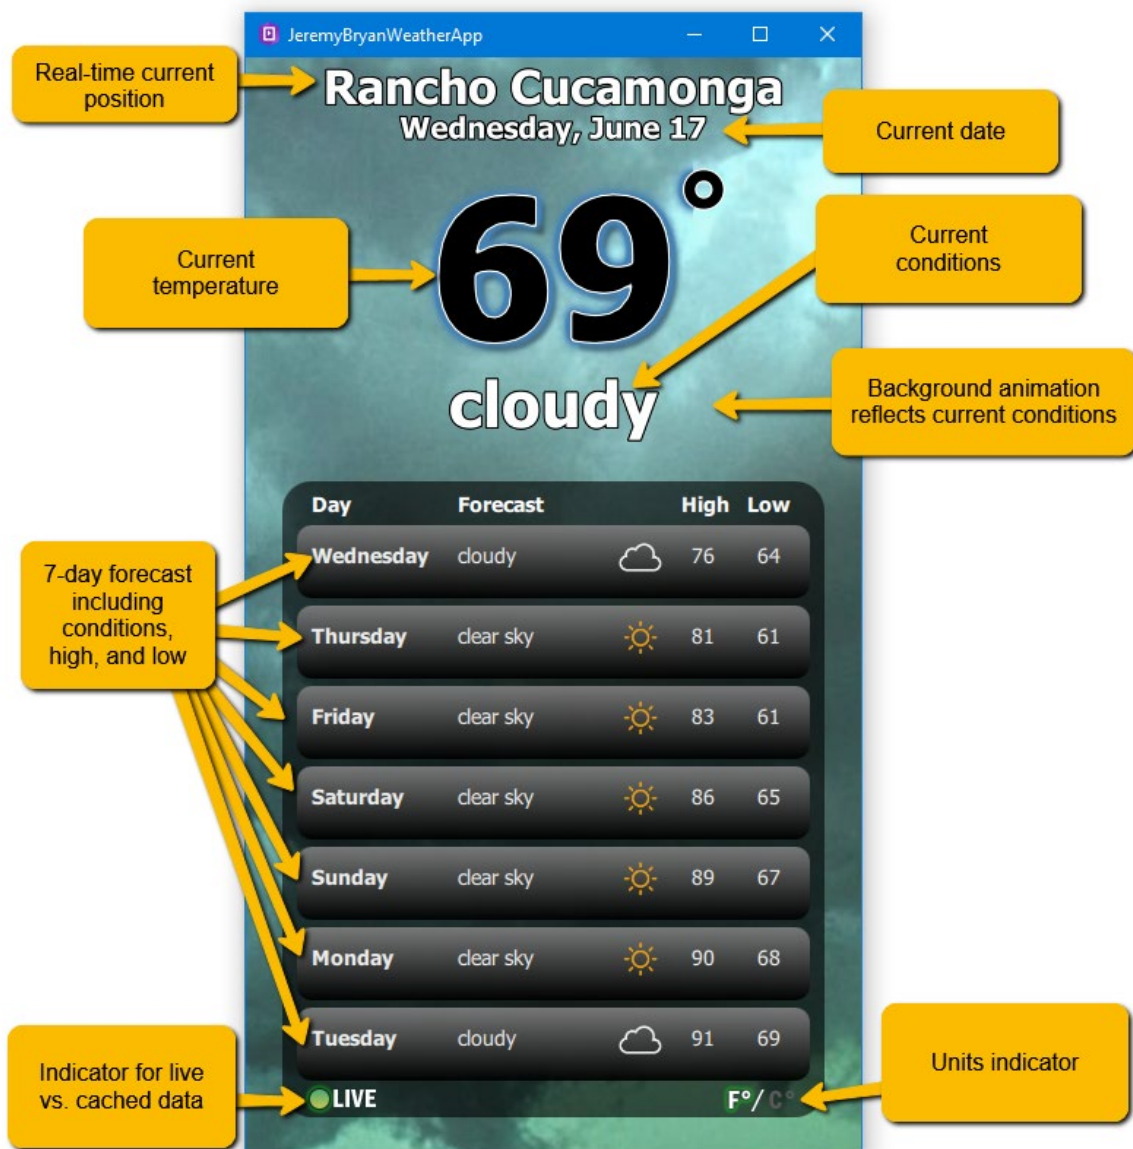 JeremyBryanWeatherApp
Real-time current
position
Rancho Cucamonga
Wednesday, June 17
Current date
69°
Current
temperature
Current
conditions
cloudy
Background animation
reflects current conditions
Day Forecast High Low
Wednesday cloudy 76 64
7-day forecast
including
conditions,
high, and low
Thursday clear sky 81 61
Friday clear sky 83 61
Saturday clear sky 86 65
Sunday clear sky 89 67
Monday clear sky 90 68
Tuesday cloudy 91 69
Indicator for live
vs. cached data
LIVE
F°/ C°
Units indicator